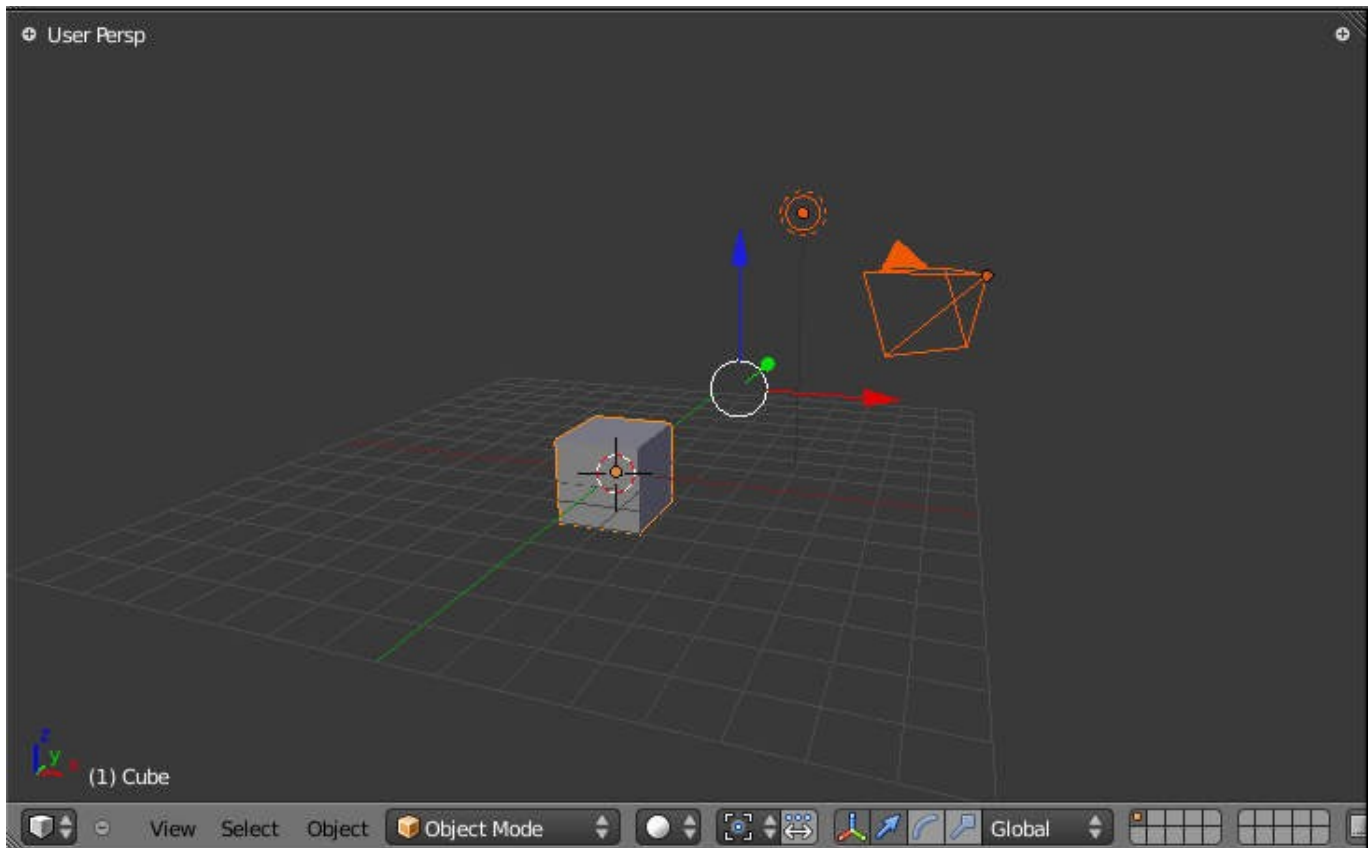 User Persp
z
y
x
(1) Cube
View Select Object Object Mode Global